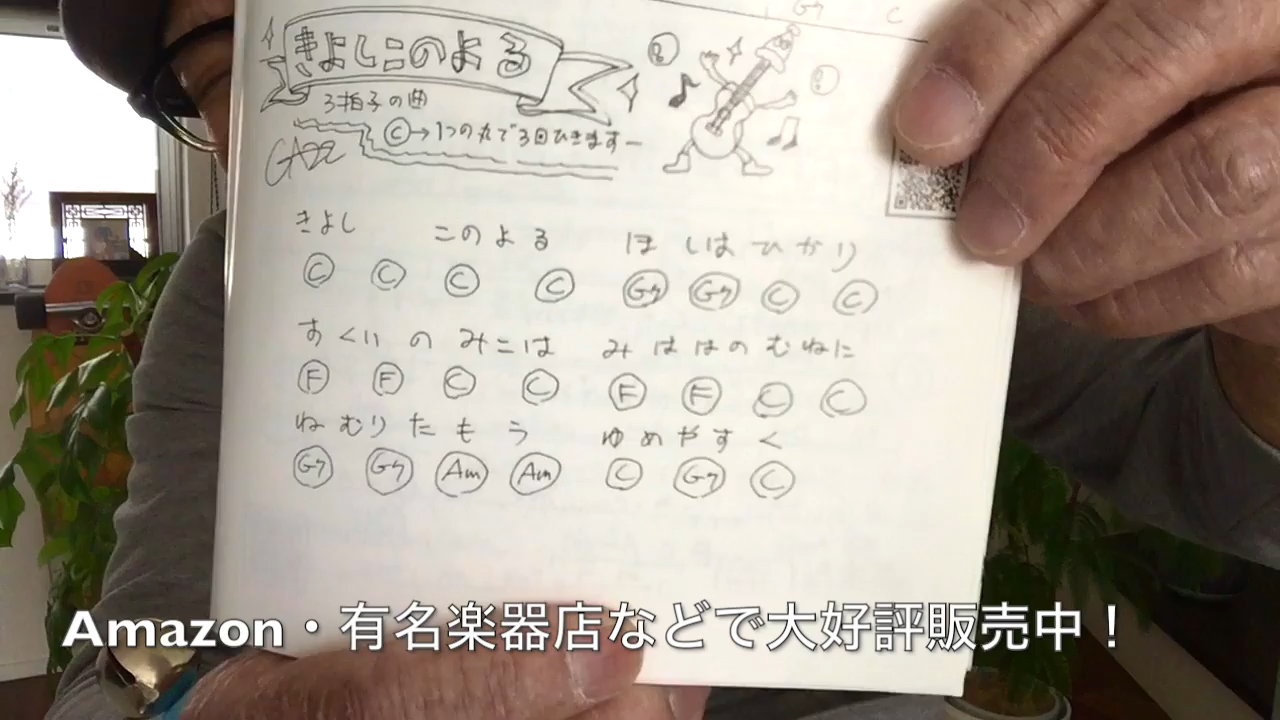 G7 C
きよしこのよる
3拍子の曲
Ⓒ→1つの丸で3回ひきますー
きよし このよる ほしはひかり
C C C C G7 G7 C C
すくいのみこは みははのむねに
F F C C F F C C
ねむりたもう ゆめやすく
G7 G7 Am Am C G7 C
Amazon・有名楽器店などで大好評販売中！